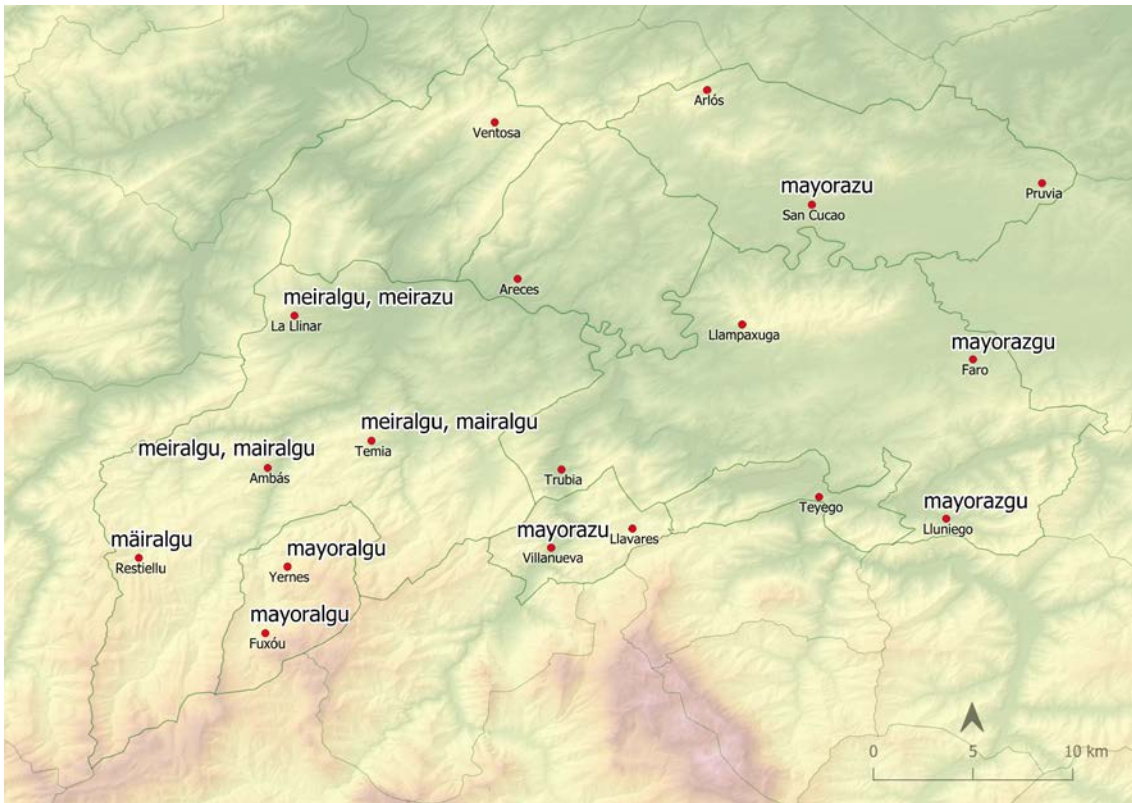 Arlós
Ventosa
mayorazu
San Cucao
Pruvia
Areces
meiralgu, meirazu
La Llinar
Llampaxuga
mayorazgu
Faro
meiralgu, mairalgu
Temia
meiralgu, mairalgu
Ambás
Trubia
Teyego
mayorazgu
Lluniego
mayorazu
Llavares
Villanueva
mäiralgu
Restiellu
mayoralgu
Yernes
mayoralgu
Fuxóu
0 5 10 km